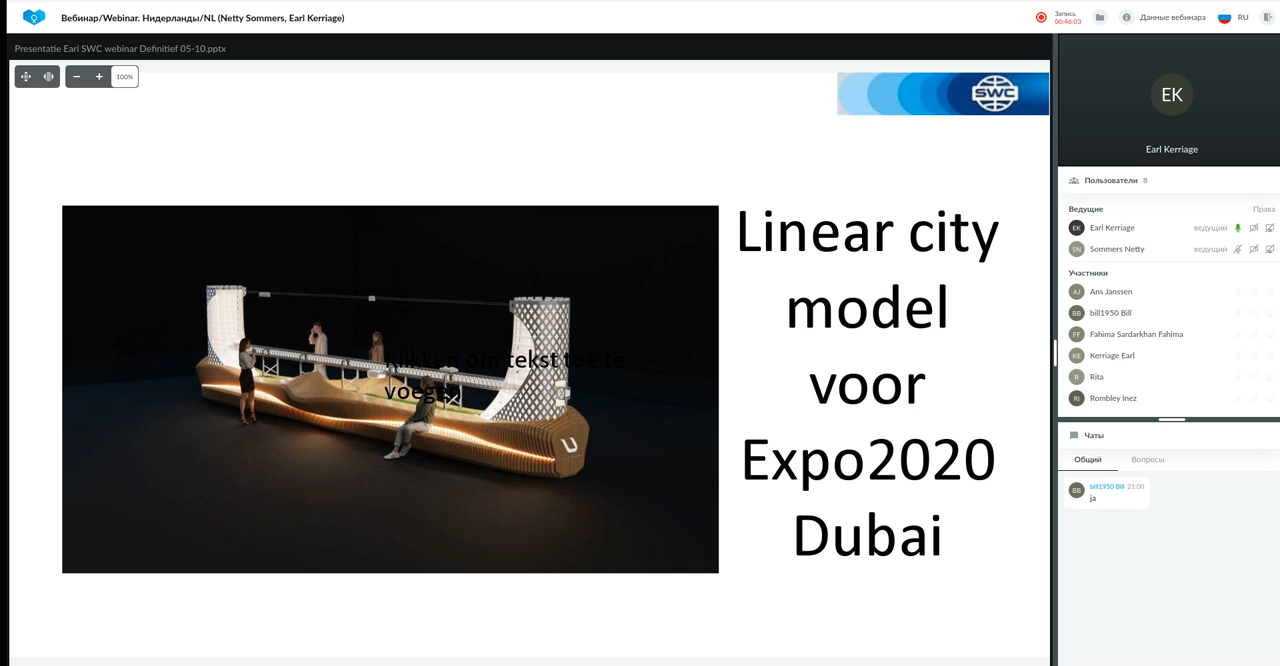 Вебинар/Webinar. Нидерланды/NL (Netty Sommers, Earl Kerriage)
Запись
00:46:03
Данные вебинара
RU
Presentatie Earl SWC webinar Definitief 05-10.pptx
100%
SWC
Linear city
model
voor
Expo2020
Dubai
klikken om tekst toe te
voegen
U
EK
Earl Kerriage
Пользователи 8
Ведущие Права
EK Earl Kerriage ведущий
SN Sommers Netty ведущий
Участники
AJ Ans Janssen
BB bill1950 Bill
FF Fahima Sardarkhan Fahima
KE Kerriage Earl
R Rita
RI Rombley Inez
Чаты
Общий Вопросы
BB bill1950 Bill 21:00
ja